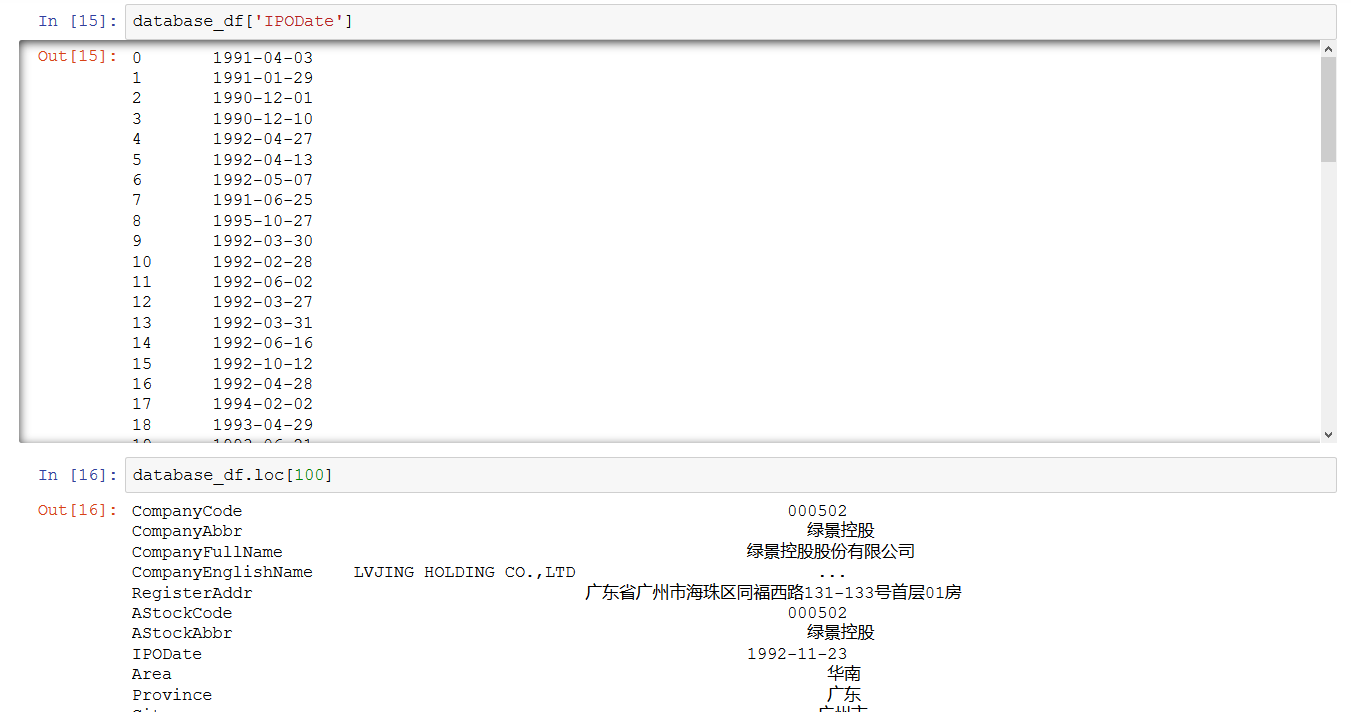 In [15]: database_df['IPODate']
Out[15]: 0 1991-04-03
1 1991-01-29
2 1990-12-01
3 1990-12-10
4 1992-04-27
5 1992-04-13
6 1992-05-07
7 1991-06-25
8 1995-10-27
9 1992-03-30
10 1992-02-28
11 1992-06-02
12 1992-03-27
13 1992-03-31
14 1992-06-16
15 1992-10-12
16 1992-04-28
17 1994-02-02
18 1993-04-29
In [16]: database_df.loc[100]
Out[16]: CompanyCode 000502
CompanyAbbr 绿景控股
CompanyFullName 绿景控股股份有限公司
CompanyEnglishName LVJING HOLDING CO.,LTD ...
RegisterAddr 广东省广州市海珠区同福西路131-133号首层01房
AStockCode 000502
AStockAbbr 绿景控股
IPODate 1992-11-23
Area 华南
Province 广东